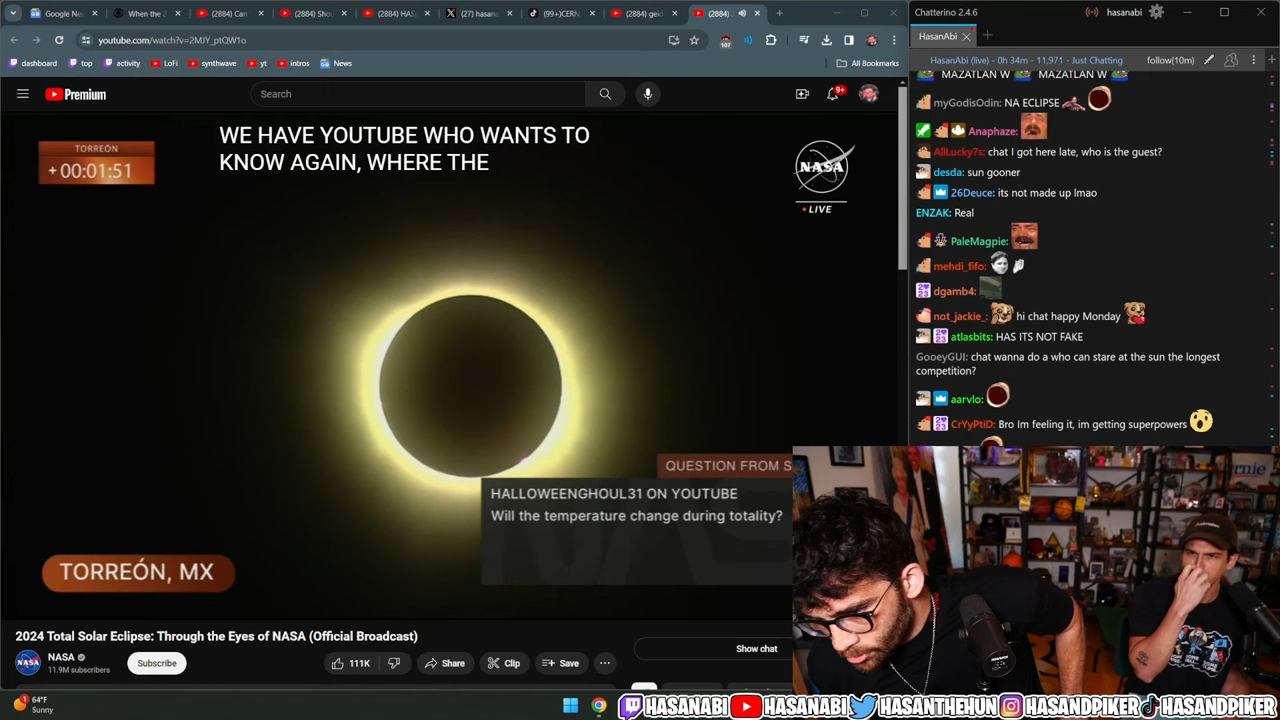 Google Ne
When the 2
(2884) Can
(2884) Shou
(2884) HAS
(27) hasana
(99+)CERN
(2884) geid
(2884)
youtube.com/watch?v=2MJY_ptQW1o
107
dashboard
top
activity
LoFi
synthwave
yt
intros
News
All Bookmarks
Premium
Search
9+
TORREÓN
+ 00:01:51
WE HAVE YOUTUBE WHO WANTS TO
KNOW AGAIN, WHERE THE
NASA
LIVE
QUESTION FROM S
HALLOWEENGHOUL31 ON YOUTUBE
Will the temperature change during totality?
TORREÓN, MX
2024 Total Solar Eclipse: Through the Eyes of NASA (Official Broadcast)
NASA
11.9M subscribers
Subscribe
111K
Share
Clip
Save
Show chat
Chatterino 2.4.6
hasanabi
HasanAbi
HasanAbi (live) - 0h 34m - 11,971 - Just Chatting
follow(10m)
MAZATLAN W MAZATLAN W
myGodisOdin: NA ECLIPSE
Anaphaze:
AllLucky7s: chat I got here late, who is the guest?
desda: sun gooner
26Deuce: its not made up lmao
ENZAK: Real
PaleMagpie:
mehdi_fifo:
dgamb4:
not_jackie_: hi chat happy Monday
atlasbits: HAS ITS NOT FAKE
GooeyGUI: chat wanna do a who can stare at the sun the longest
competition?
aarvlo:
CrYyPtiD: Bro Im feeling it, im getting superpowers
ernie
64°F
Sunny
HASANABI
HASANABI
HASANTHEHUN
HASANDPIKER
HASANDPIKER